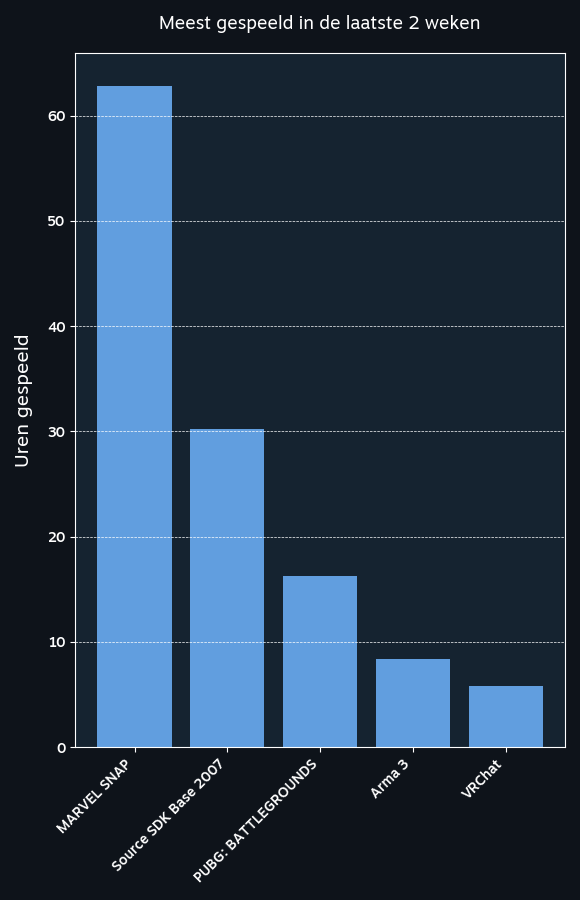 Meest gespeeld in de laatste 2 weken
Uren gespeeld
60
50
40
30
20
10
0
MARVEL SNAP
Source SDK Base 2007
PUBG: BATTLEGROUNDS
Arma 3
VRChat